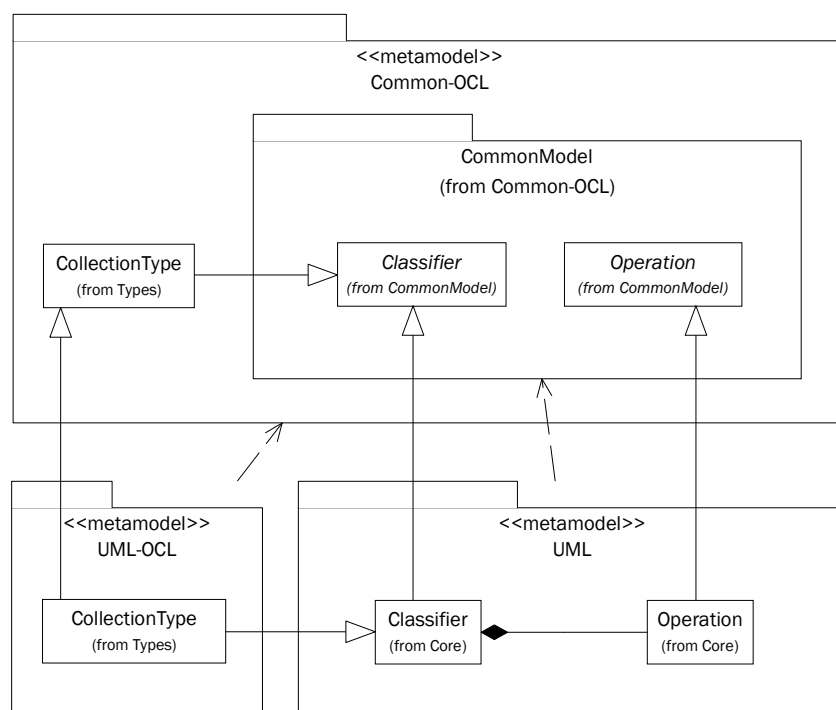 <<metamodel>>
Common-OCL
CommonModel
(from Common-OCL)
CollectionType
(from Types)
Classifier
(from CommonModel)
Operation
(from CommonModel)
<<metamodel>>
UML-OCL
<<metamodel>>
UML
CollectionType
(from Types)
Classifier
(from Core)
Operation
(from Core)